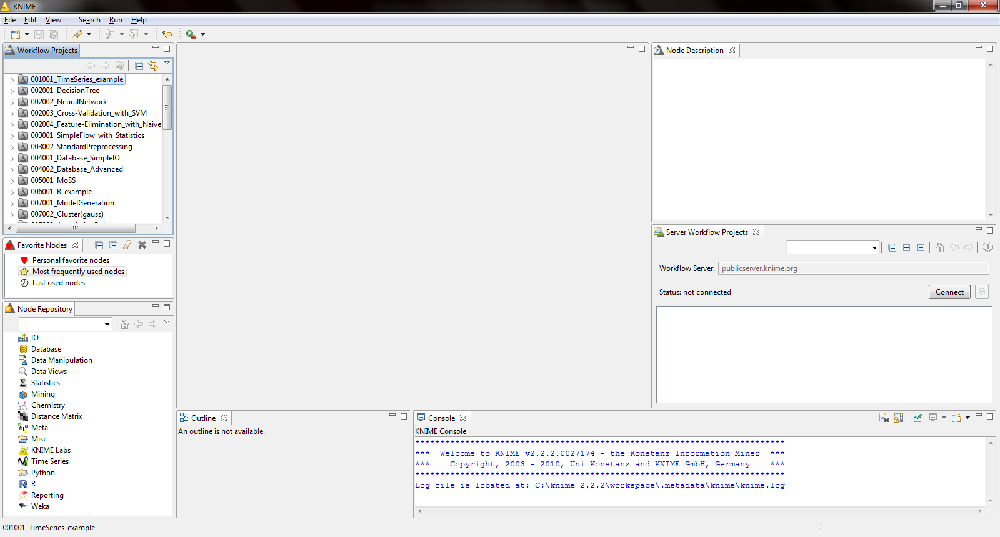 KNIME
File Edit View Search Run Help
Workflow Projects
001001_TimeSeries_example
002001_DecisionTree
002002_NeuralNetwork
002003_Cross-Validation_with_SVM
002004_Feature-Elimination_with_Naive
003001_SimpleFlow_with_Statistics
003002_StandardPreprocessing
004001_Database_SimpleIO
004002_Database_Advanced
005001_MoSS
006001_R_example
007001_ModelGeneration
007002_Cluster(gauss)
Favorite Nodes
Personal favorite nodes
Most frequently used nodes
Last used nodes
Node Repository
IO
Database
Data Manipulation
Data Views
Statistics
Mining
Chemistry
Distance Matrix
Meta
Misc
KNIME Labs
Time Series
Python
R
Reporting
Weka
Outline
An outline is not available.
Node Description
Server Workflow Projects
Workflow Server: publicserver.knime.org
Status: not connected Connect
Console
KNIME Console
**************************************************************************
*** Welcome to KNIME v2.2.2.0027174 - the Konstanz Information Miner ***
*** Copyright, 2003 - 2010, Uni Konstanz and KNIME GmbH, Germany ***
**************************************************************************
Log file is located at: C:\knime_2.2.2\workspace\.metadata\knime\knime.log
001001_TimeSeries_example